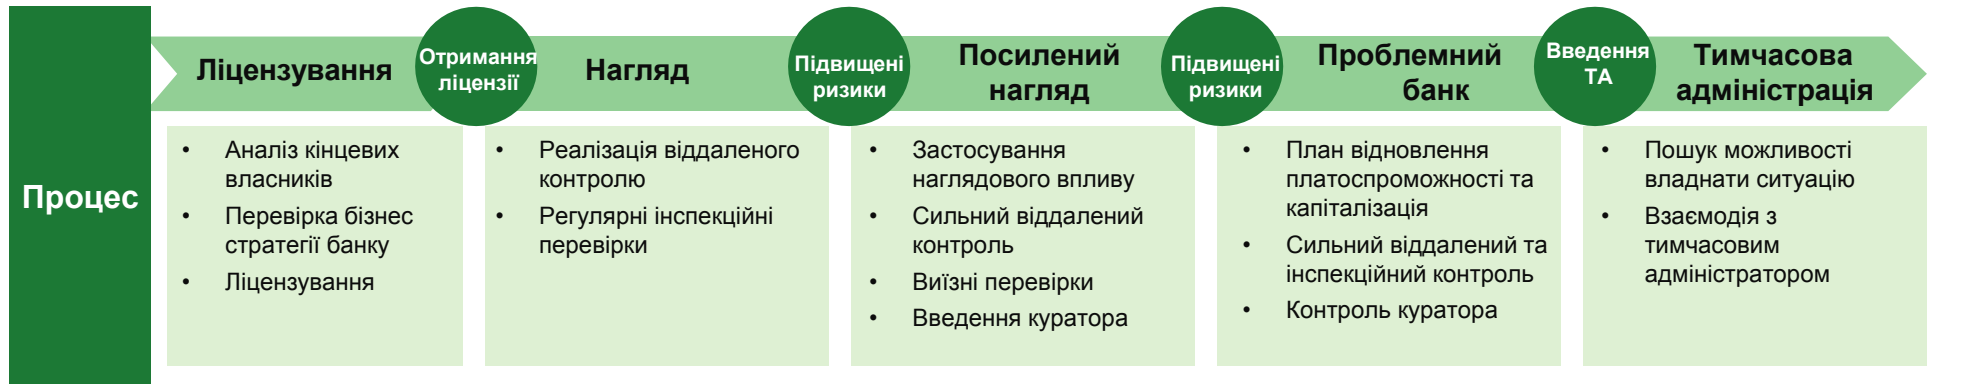 Процес
Ліцензування
Отримання
ліцензії
Нагляд
Підвищені
ризики
Посилений
нагляд
Підвищені
ризики
Проблемний
банк
Введення
ТА
Тимчасова
адміністрація
• Аналіз кінцевих
власників
• Перевірка бізнес
стратегії банку
• Ліцензування
• Реалізація віддаленого
контролю
• Регулярні інспекційні
перевірки
• Застосування
наглядового впливу
• Сильний віддалений
контроль
• Виїзні перевірки
• Введення куратора
• План відновлення
платоспроможності та
капіталізація
• Сильний віддалений та
інспекційний контроль
• Контроль куратора
• Пошук можливості
владнати ситуацію
• Взаємодія з
тимчасовим
адміністратором